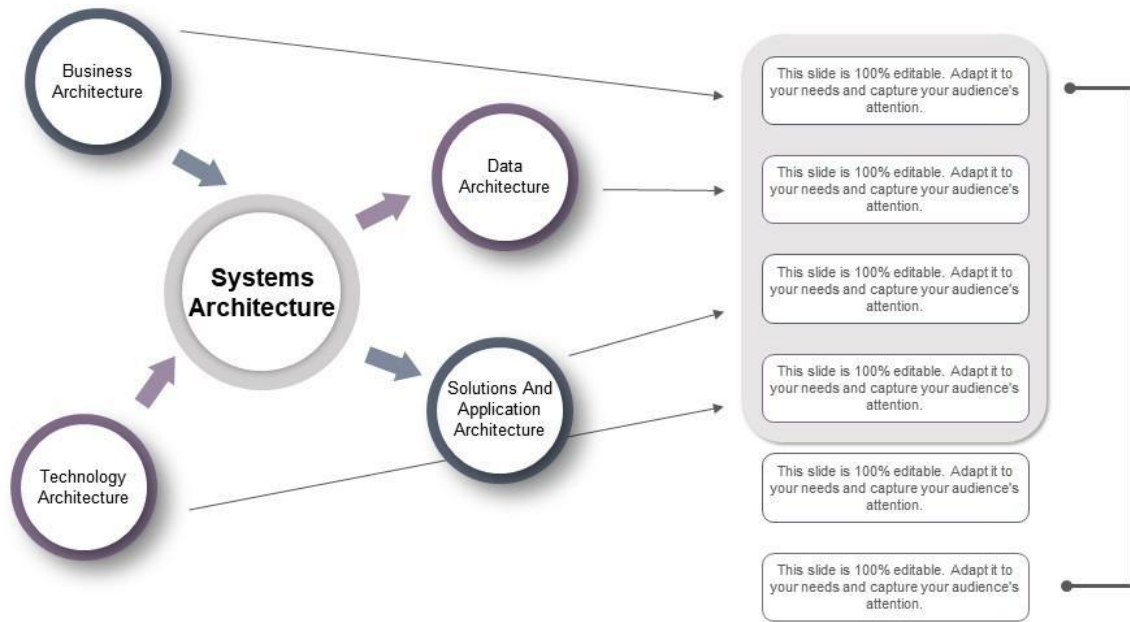 Business
Architecture
Data
Architecture
Systems
Architecture
Solutions And
Application
Architecture
Technology
Architecture
This slide is 100% editable. Adapt it to
your needs and capture your audience's
attention.
This slide is 100% editable. Adapt it to
your needs and capture your audience's
attention.
This slide is 100% editable. Adapt it to
your needs and capture your audience's
attention.
This slide is 100% editable. Adapt it to
your needs and capture your audience's
attention.
This slide is 100% editable. Adapt it to
your needs and capture your audience's
attention.
This slide is 100% editable. Adapt it to
your needs and capture your audience's
attention.